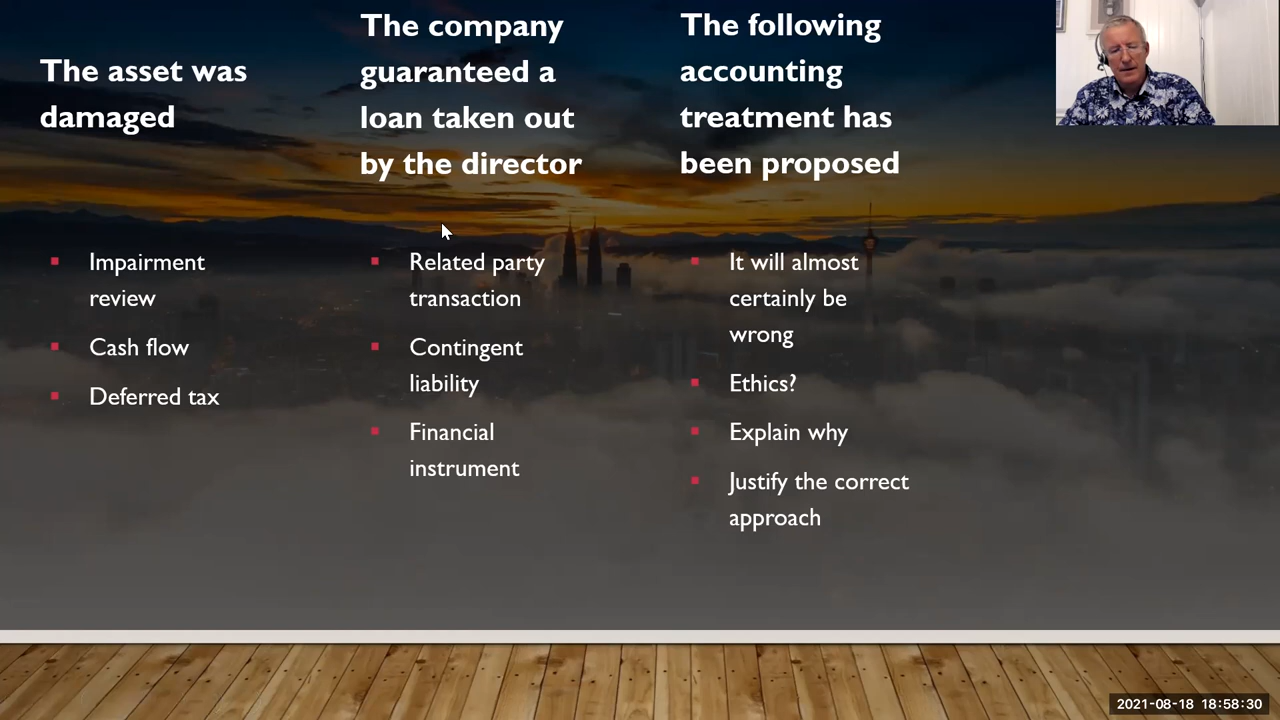 The asset was
damaged
Impairment
review
Cash flow
Deferred tax
The company
guaranteed a
loan taken out
by the director
Related party
transaction
Contingent
liability
Financial
instrument
The following
accounting
treatment has
been proposed
It will almost
certainly be
wrong
Ethics?
Explain why
Justify the correct
approach
2021-08-18 18:58:30